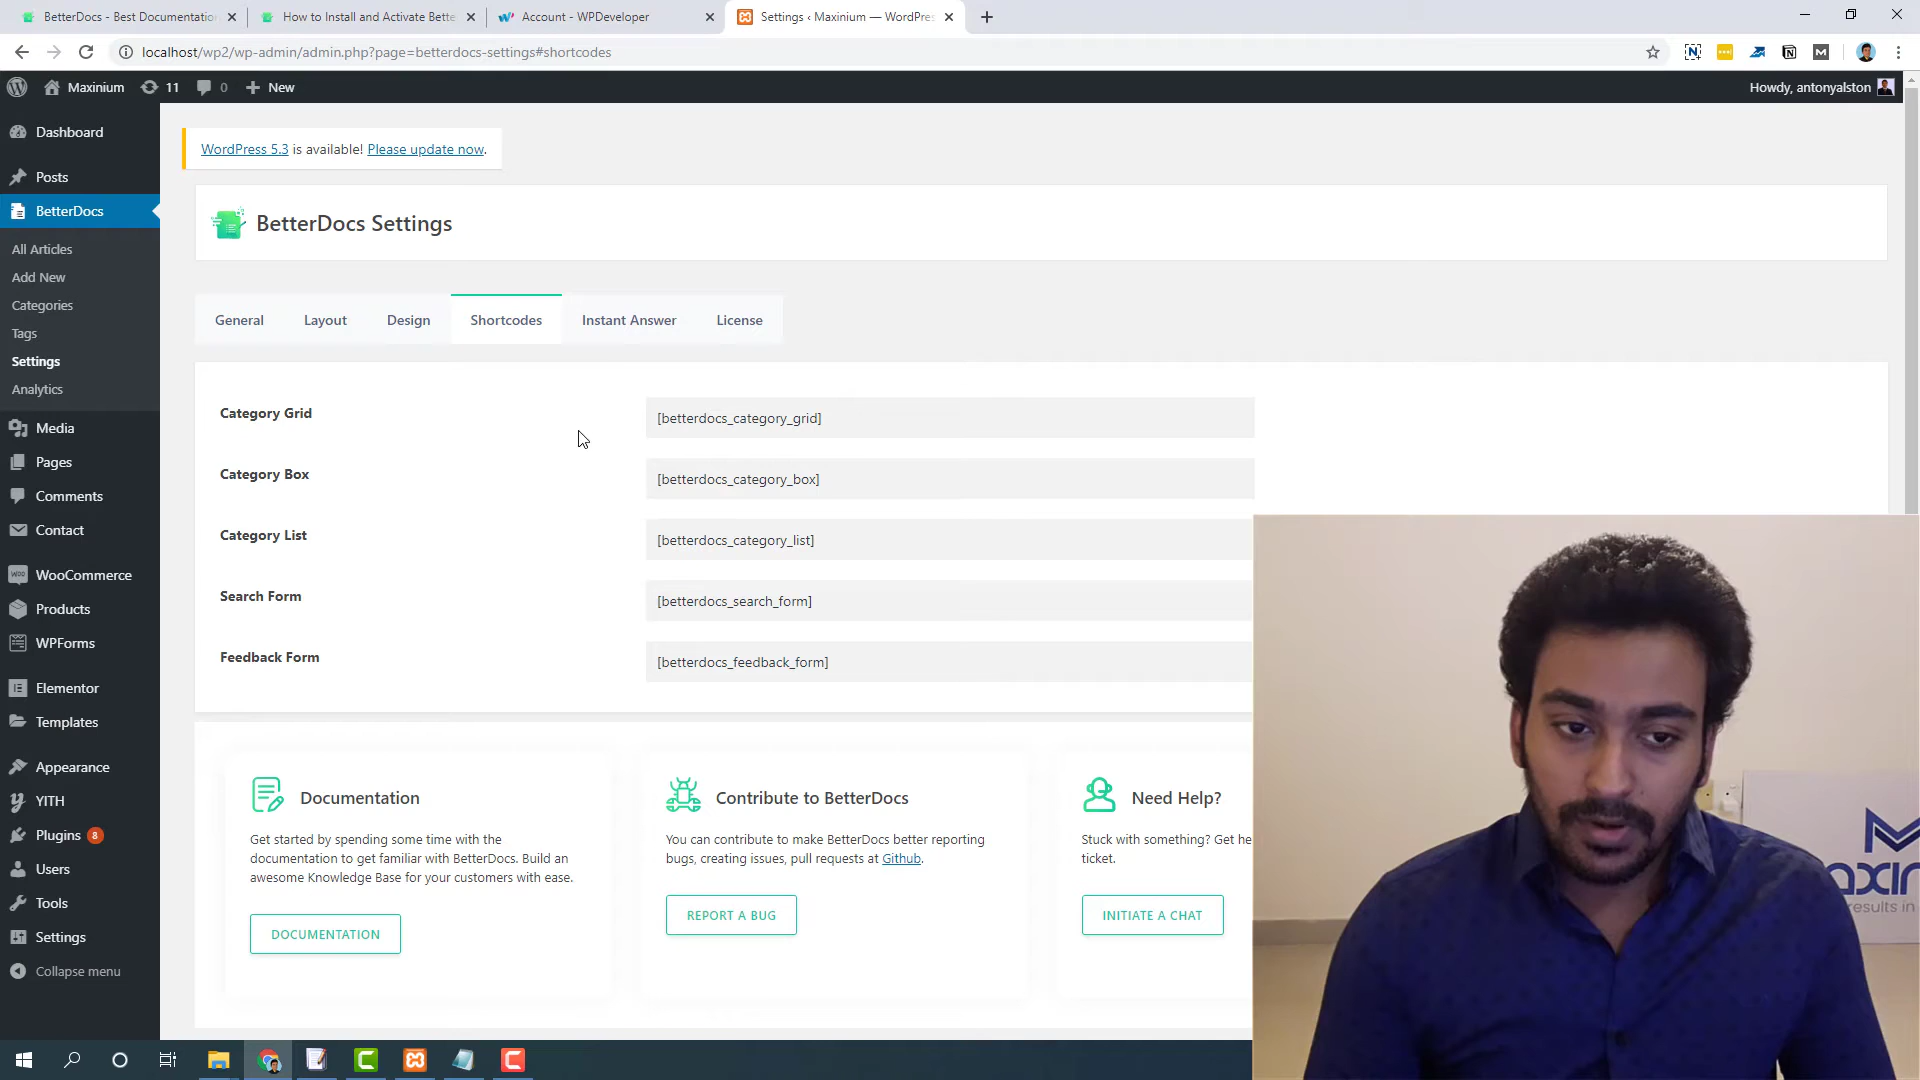 BetterDocs - Best Documentation
How to Install and Activate Bette
Account - WPDeveloper
Settings ‹ Maxinium — WordPres
localhost/wp2/wp-admin/admin.php?page=betterdocs-settings#shortcodes
Maxinium
11
0
New
Howdy, antonyalston
Dashboard
Posts
BetterDocs
All Articles
Add New
Categories
Tags
Settings
Analytics
Media
Pages
Comments
Contact
WooCommerce
Products
WPForms
Elementor
Templates
Appearance
YITH
Plugins 8
Users
Tools
Settings
Collapse menu
WordPress 5.3 is available! Please update now.
BetterDocs Settings
General
Layout
Design
Shortcodes
Instant Answer
License
Category Grid
[betterdocs_category_grid]
Category Box
[betterdocs_category_box]
Category List
[betterdocs_category_list]
Search Form
[betterdocs_search_form]
Feedback Form
[betterdocs_feedback_form]
Documentation
Get started by spending some time with the
documentation to get familiar with BetterDocs. Build an
awesome Knowledge Base for your customers with ease.
DOCUMENTATION
Contribute to BetterDocs
You can contribute to make BetterDocs better reporting
bugs, creating issues, pull requests at Github.
REPORT A BUG
Need Help?
Stuck with something? Get he
ticket.
INITIATE A CHAT
axin
results in